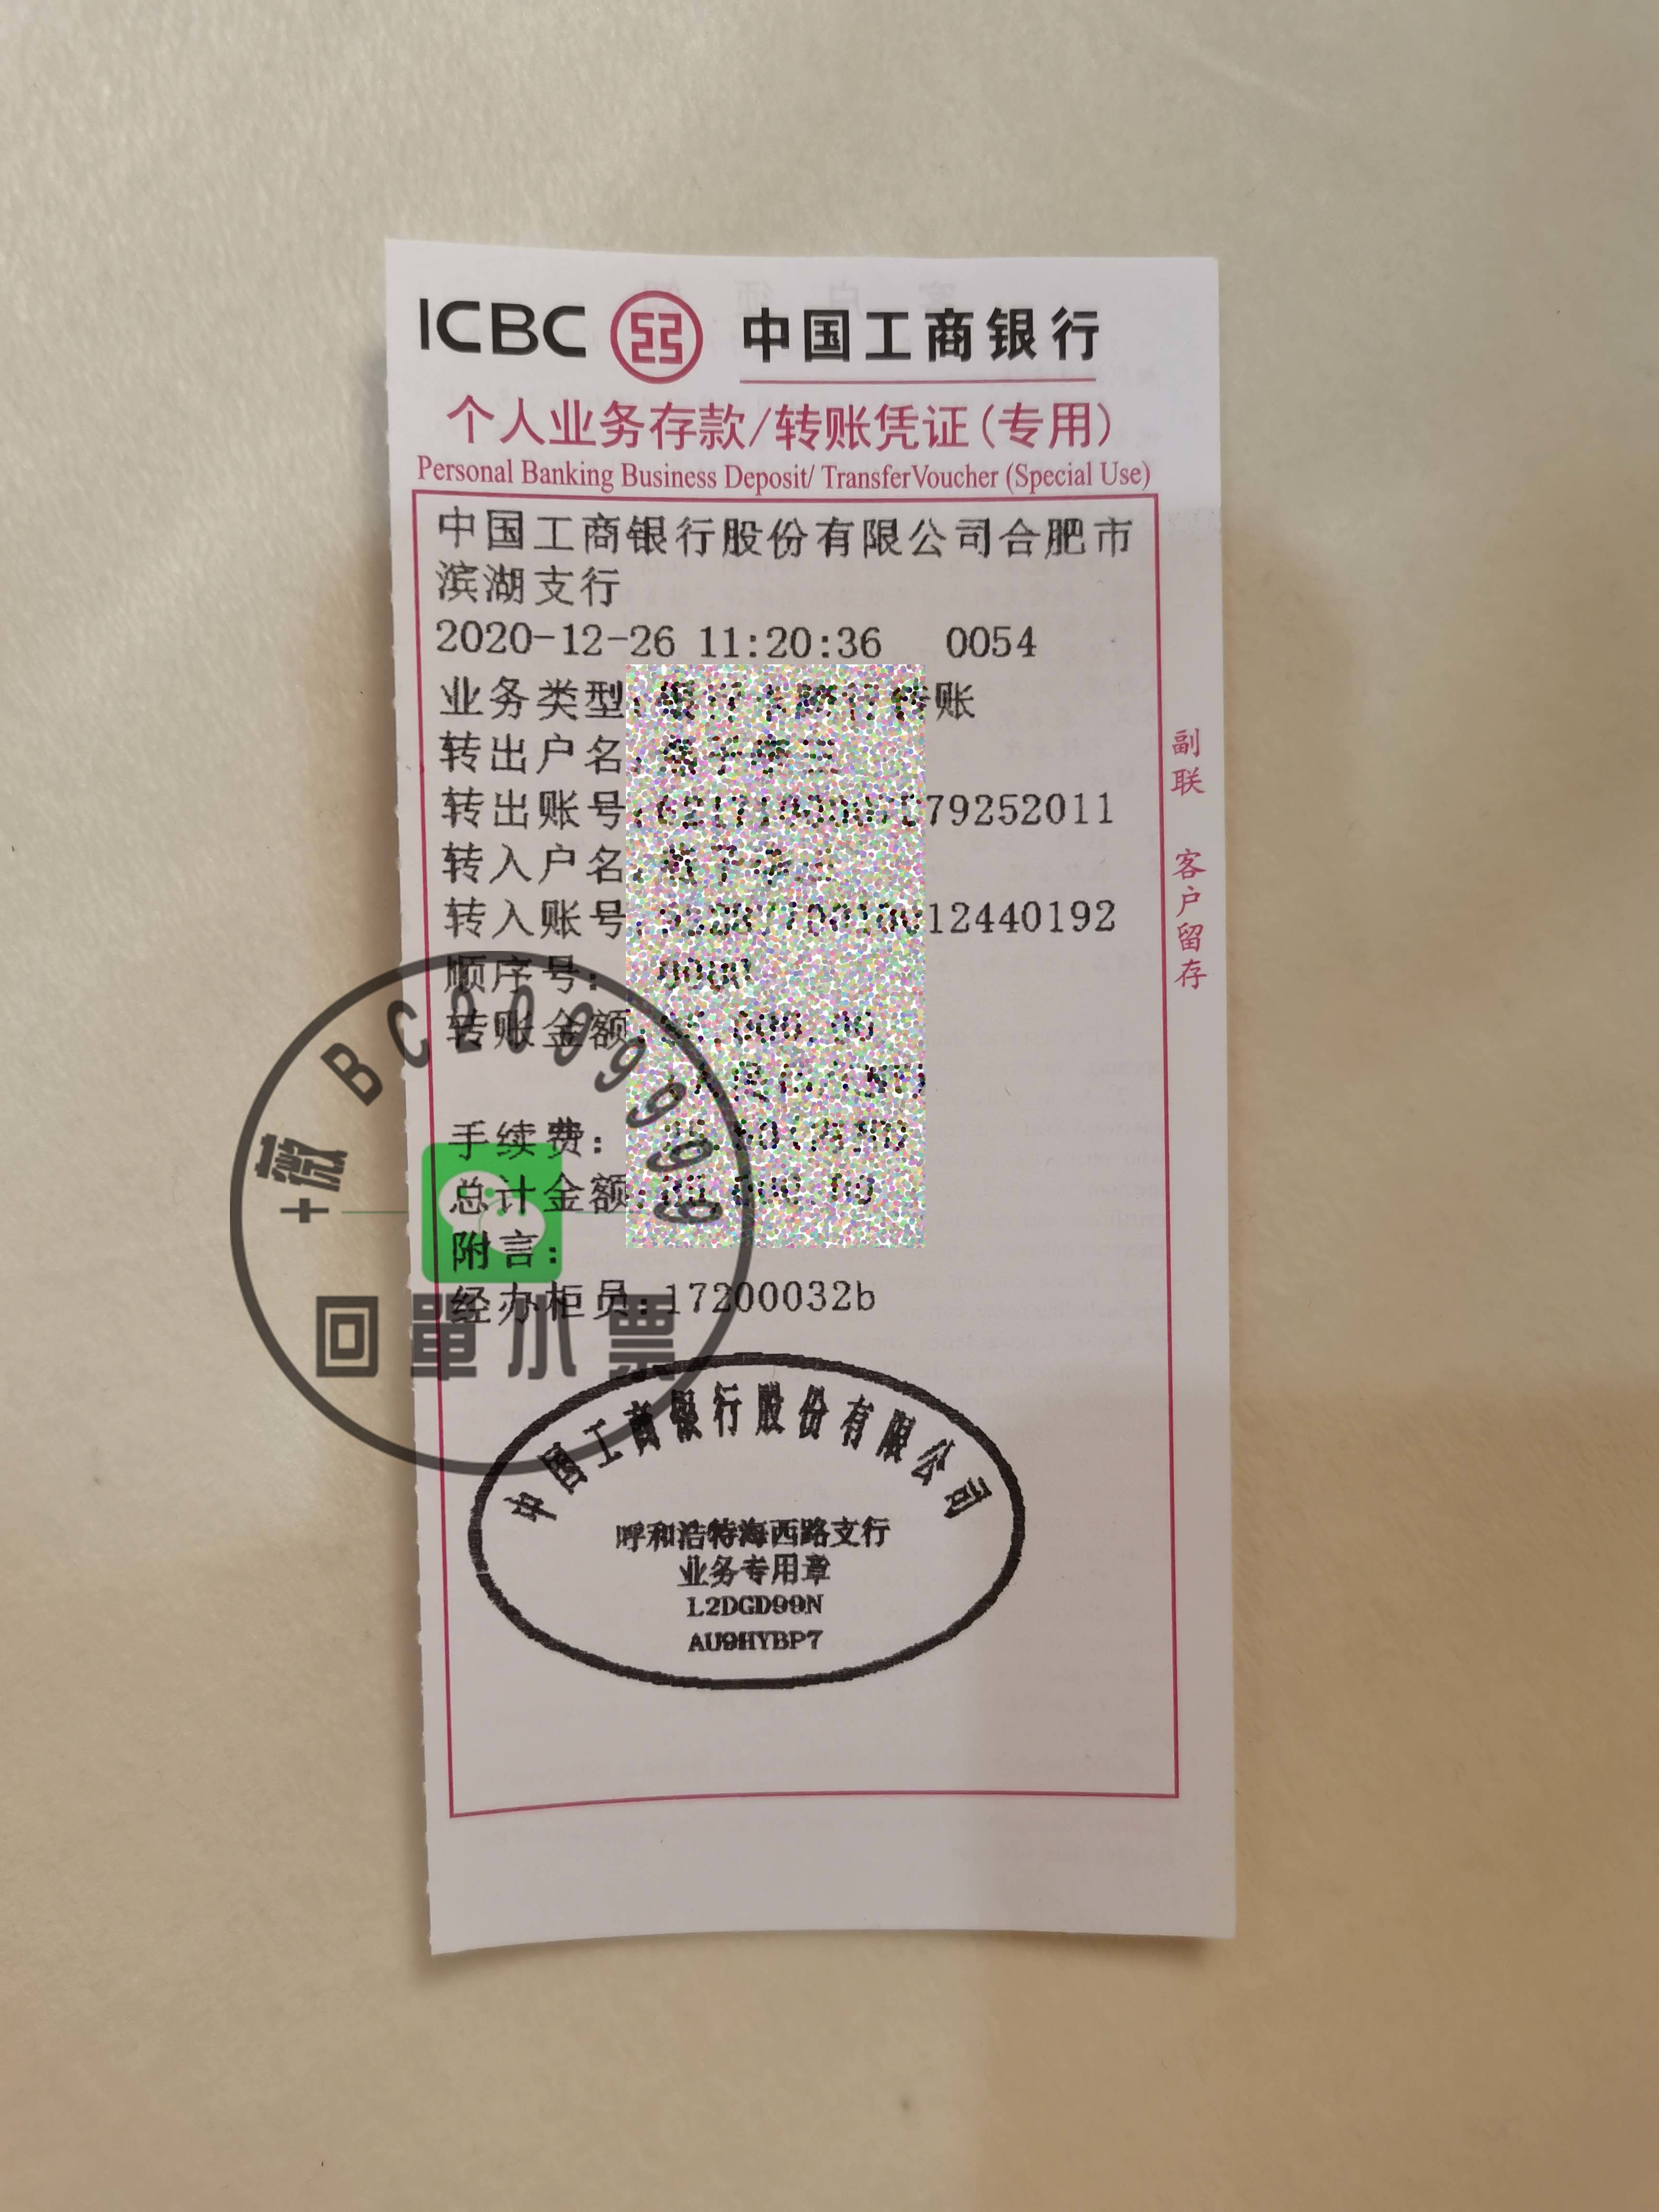 ICBC 中国工商银行
个人业务存款/转账凭证(专用)
Personal Banking Business Deposit/ TransferVoucher (Special Use)
中国工商银行股份有限公司合肥市
滨湖支行
2020-12-26 11:20:36 0054
业务类型 转账
转出户名
转出账号 79252011
转入户名
转入账号 12440192
顺序号:
转账金额
手续费:
总计金额
附言:
经办柜员:17200032b
副联 客户留存
+微 BC2099999
回單小票
中国工商银行股份有限公司
呼和浩特海西路支行
业务专用章
L2DGD99N
AU9HYBP7